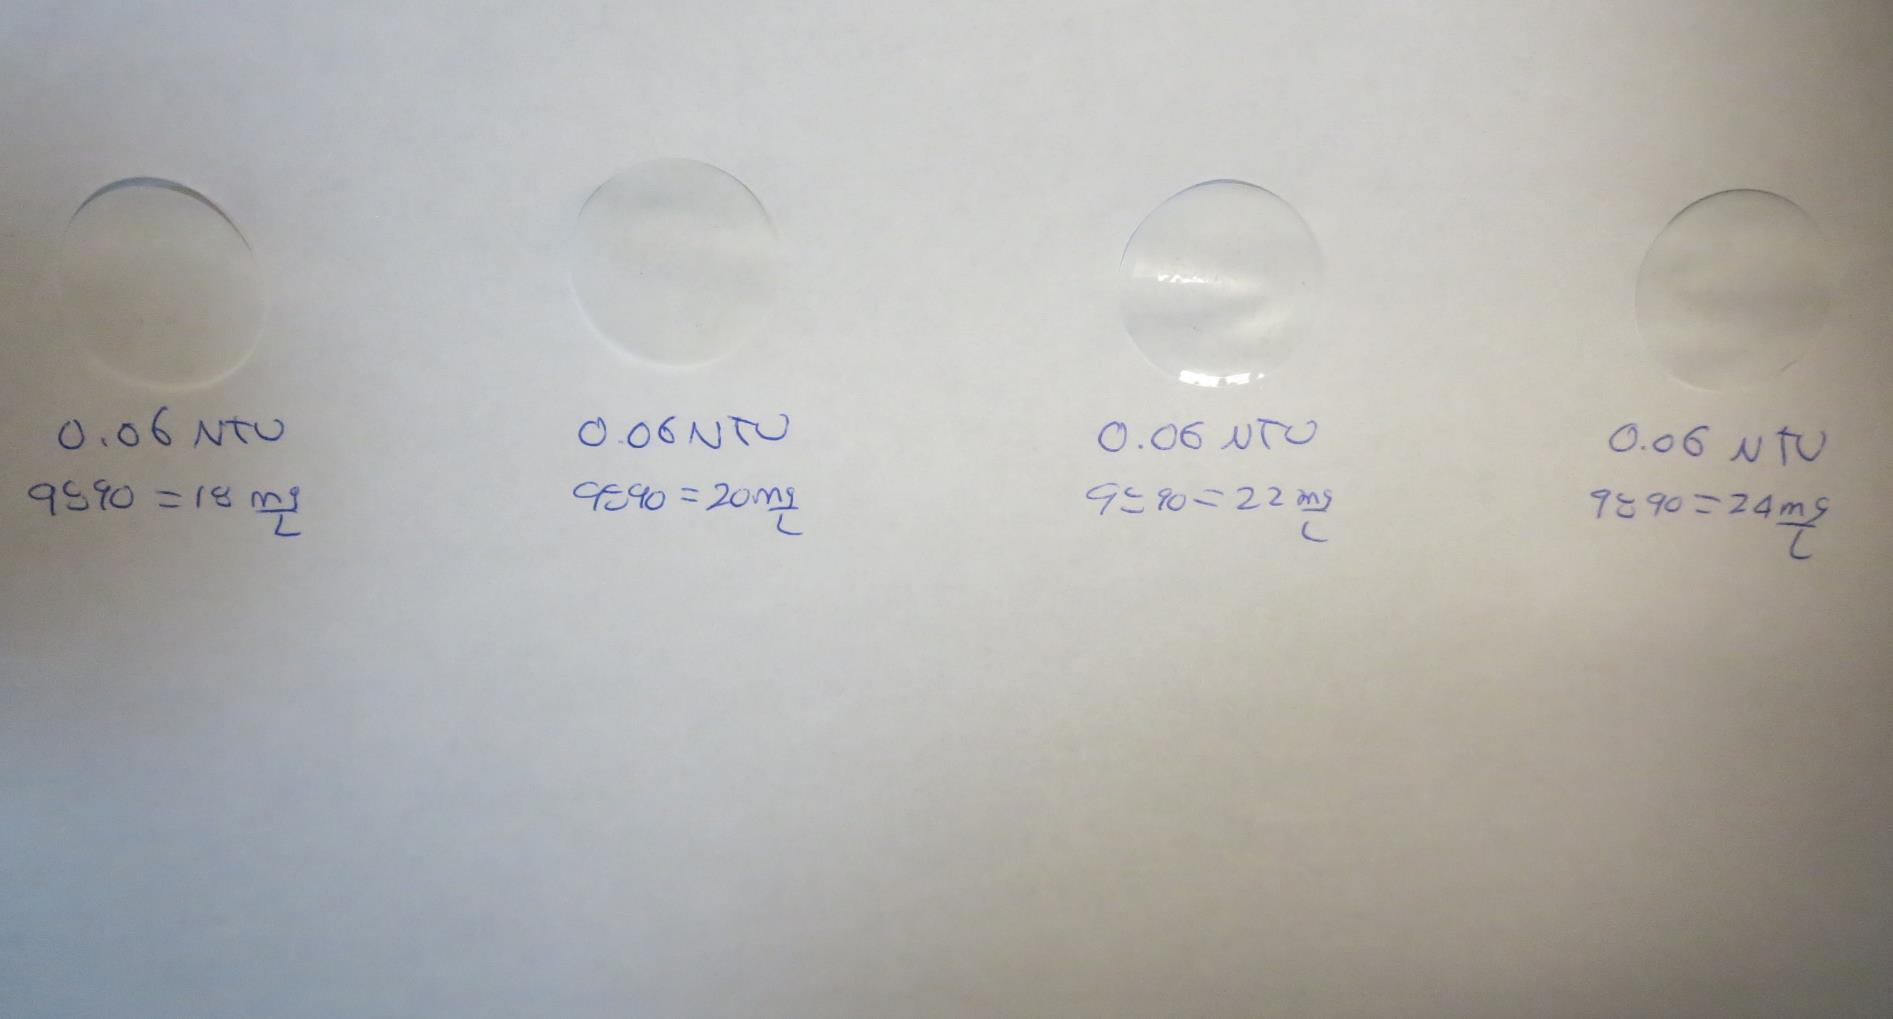 0.06 NTU
9890 = 18 mg/L
0.06 NTU
9890 = 20 mg/L
0.06 NTU
9890 = 22 mg/L
0.06 NTU
9890 = 24 mg/L